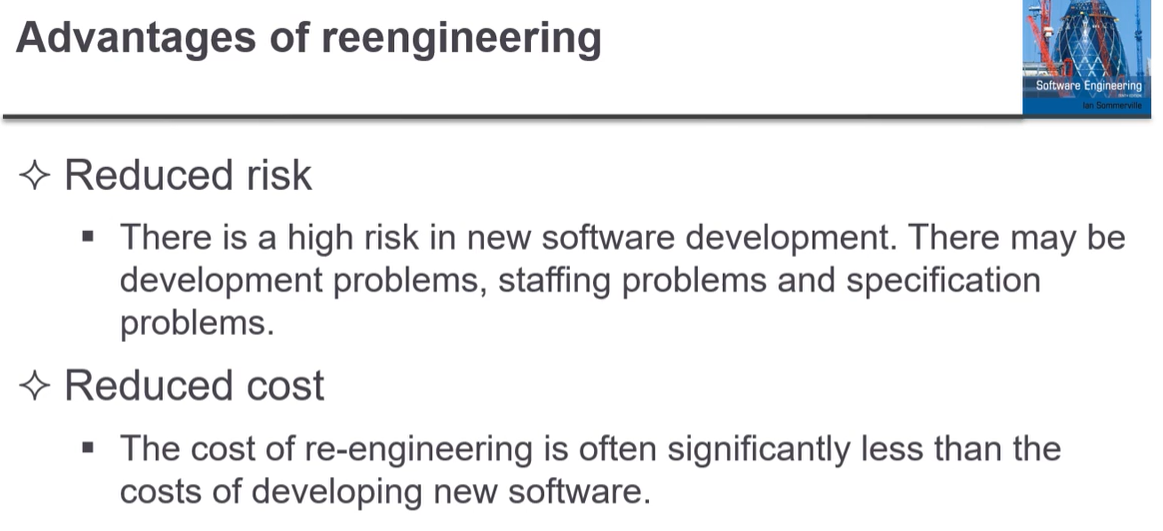 Advantages of reengineering
Software Engineering
Ian Sommerville
Reduced risk
There is a high risk in new software development. There may be
development problems, staffing problems and specification
problems.
Reduced cost
The cost of re-engineering is often significantly less than the
costs of developing new software.